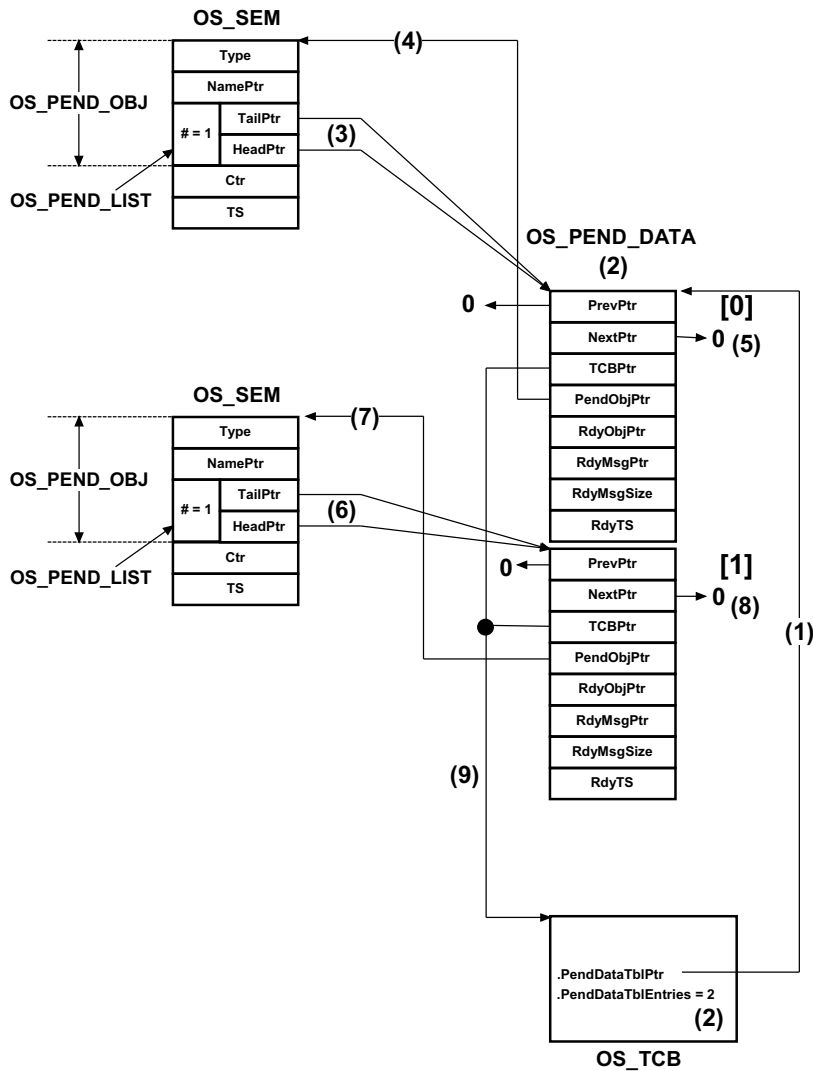 OS_SEM
(4)
Type
OS_PEND_OBJ
NamePtr
# = 1
TailPtr
(3)
HeadPtr
OS_PEND_LIST
Ctr
TS
OS_PEND_DATA
(2)
0
PrevPtr
[0]
NextPtr
0 (5)
TCBPtr
PendObjPtr
RdyObjPtr
RdyMsgPtr
RdyMsgSize
RdyTS
OS_SEM
(7)
Type
OS_PEND_OBJ
NamePtr
# = 1
TailPtr
(6)
HeadPtr
OS_PEND_LIST
Ctr
TS
0
PrevPtr
[1]
NextPtr
0 (8)
TCBPtr
(1)
PendObjPtr
RdyObjPtr
RdyMsgPtr
RdyMsgSize
RdyTS
(9)
.PendDataTblPtr
.PendDataTblEntries = 2
(2)
OS_TCB